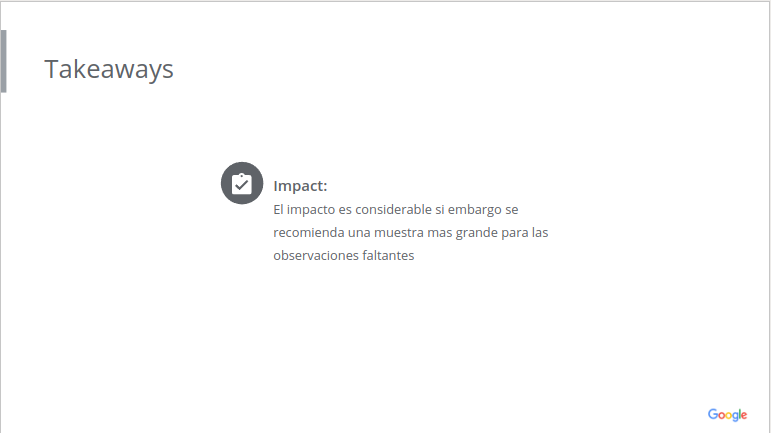 Takeaways
Impact:
El impacto es considerable si embargo se
recomienda una muestra mas grande para las
observaciones faltantes
Google